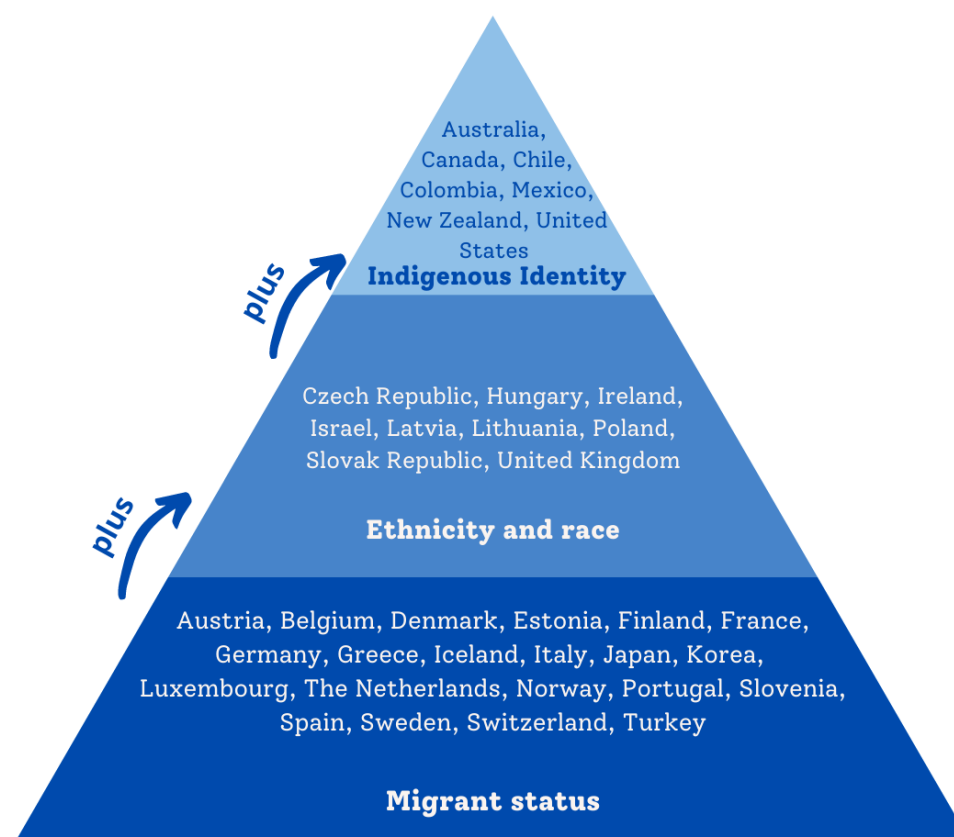 Australia,
Canada, Chile,
Colombia, Mexico,
New Zealand, United
States
Indigenous Identity
plus
Czech Republic, Hungary, Ireland,
Israel, Latvia, Lithuania, Poland,
Slovak Republic, United Kingdom
Ethnicity and race
plus
Austria, Belgium, Denmark, Estonia, Finland, France,
Germany, Greece, Iceland, Italy, Japan, Korea,
Luxembourg, The Netherlands, Norway, Portugal, Slovenia,
Spain, Sweden, Switzerland, Turkey
Migrant status